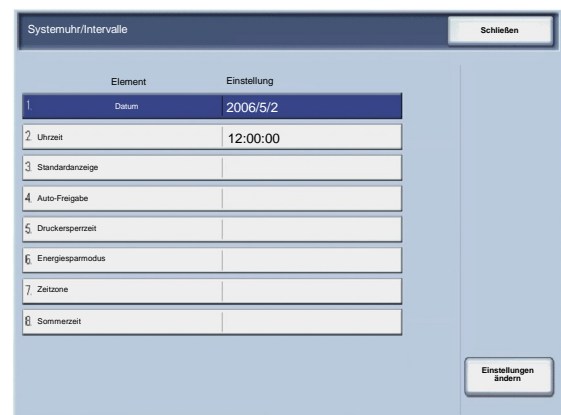 Systemuhr/Intervalle
Schließen
Element Einstellung
1. Datum 2006/5/2
2. Uhrzeit 12:00:00
3. Standardanzeige
4. Auto-Freigabe
5. Druckersperrzeit
6. Energiesparmodus
7. Zeitzone
8. Sommerzeit
Einstellungen
ändern